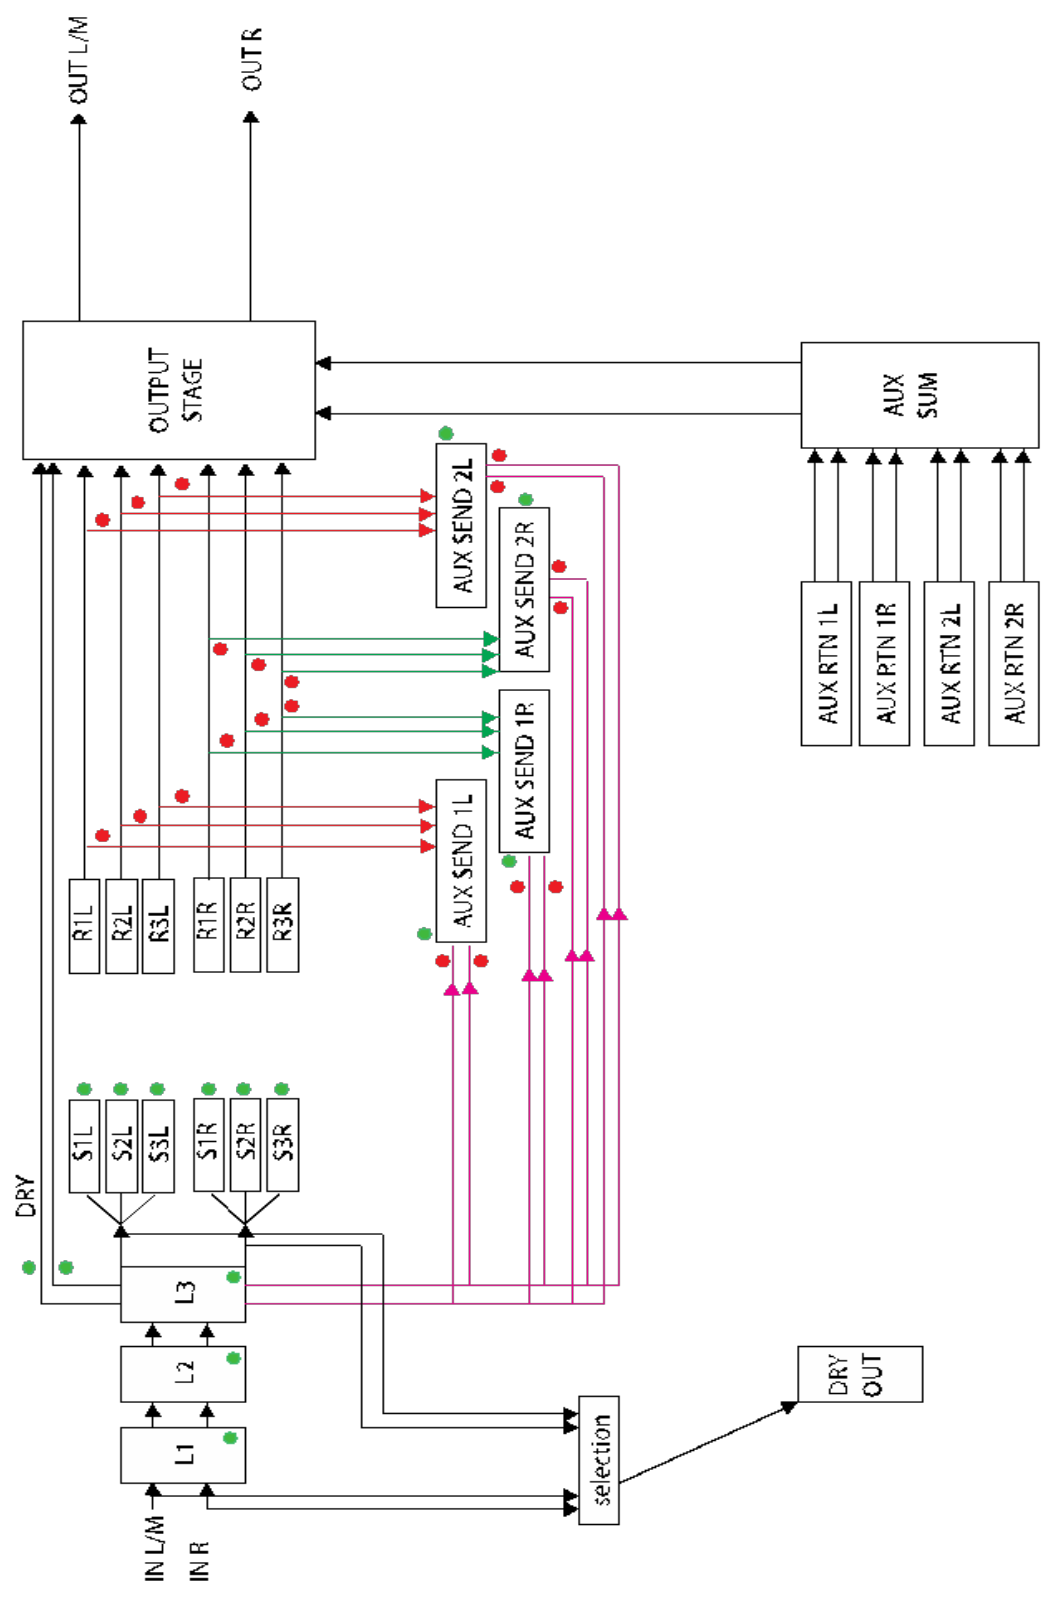 IN L/M
IN R
L1
L2
L3
DRY
S1L
S2L
S3L
S1R
S2R
S3R
R1L
R2L
R3L
R1R
R2R
R3R
OUTPUT
STAGE
OUT L/M
OUT R
AUX SEND 1L
AUX SEND 1R
AUX SEND 2R
AUX SEND 2L
selection
DRY
OUT
AUX RTN 1L
AUX RTN 1R
AUX RTN 2L
AUX RTN 2R
AUX
SUM